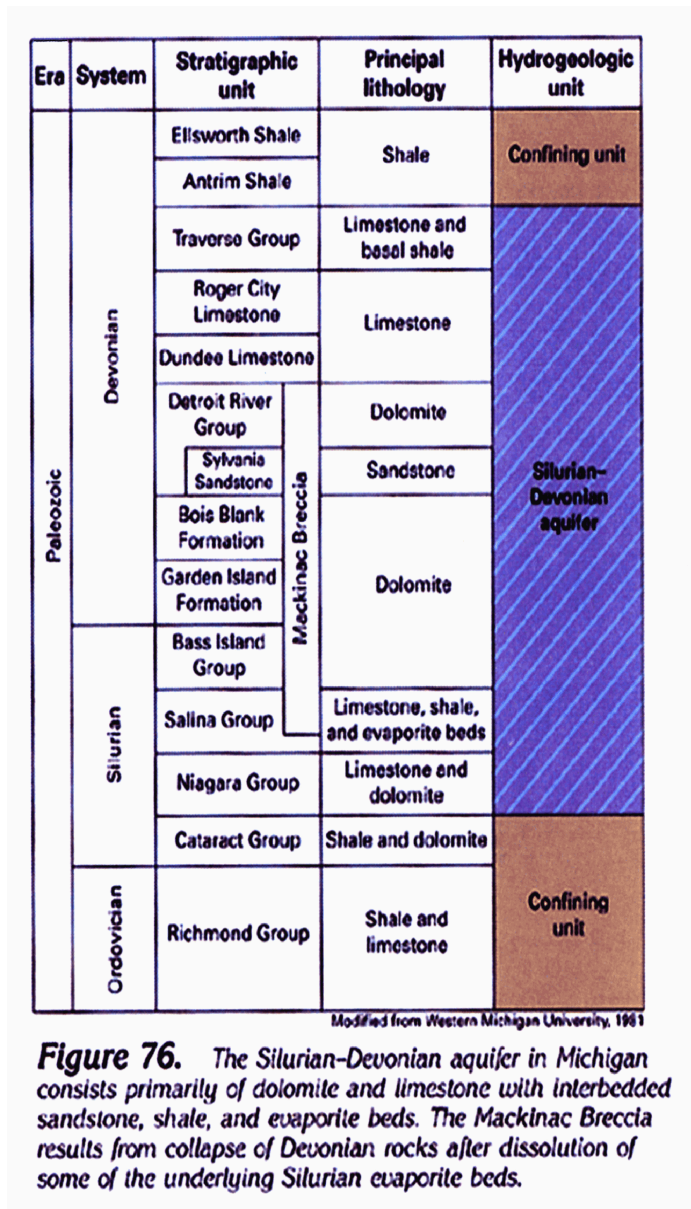 Era
System
Stratigraphic
unit
Principal
lithology
Hydrogeologic
unit
Paleozoic
Devonian
Ellsworth Shale
Antrim Shale
Shale
Confining unit
Traverse Group
Limestone and
basal shale
Roger City
Limestone
Dundee Limestone
Limestone
Detroit River
Group
Dolomite
Sylvania
Sandstone
Sandstone
Mackinac Breccia
Bois Blank
Formation
Garden Island
Formation
Dolomite
Silurian–
Devonian
aquifer
Silurian
Bass Island
Group
Salina Group
Limestone, shale,
and evaporite beds
Niagara Group
Limestone and
dolomite
Cataract Group
Shale and dolomite
Ordovician
Richmond Group
Shale and
limestone
Confining
unit
Modified from Western Michigan University, 1981
Figure 76. The Silurian–Devonian aquifer in Michigan
consists primarily of dolomite and limestone with interbedded
sandstone, shale, and evaporite beds. The Mackinac Breccia
results from collapse of Devonian rocks after dissolution of
some of the underlying Silurian evaporite beds.